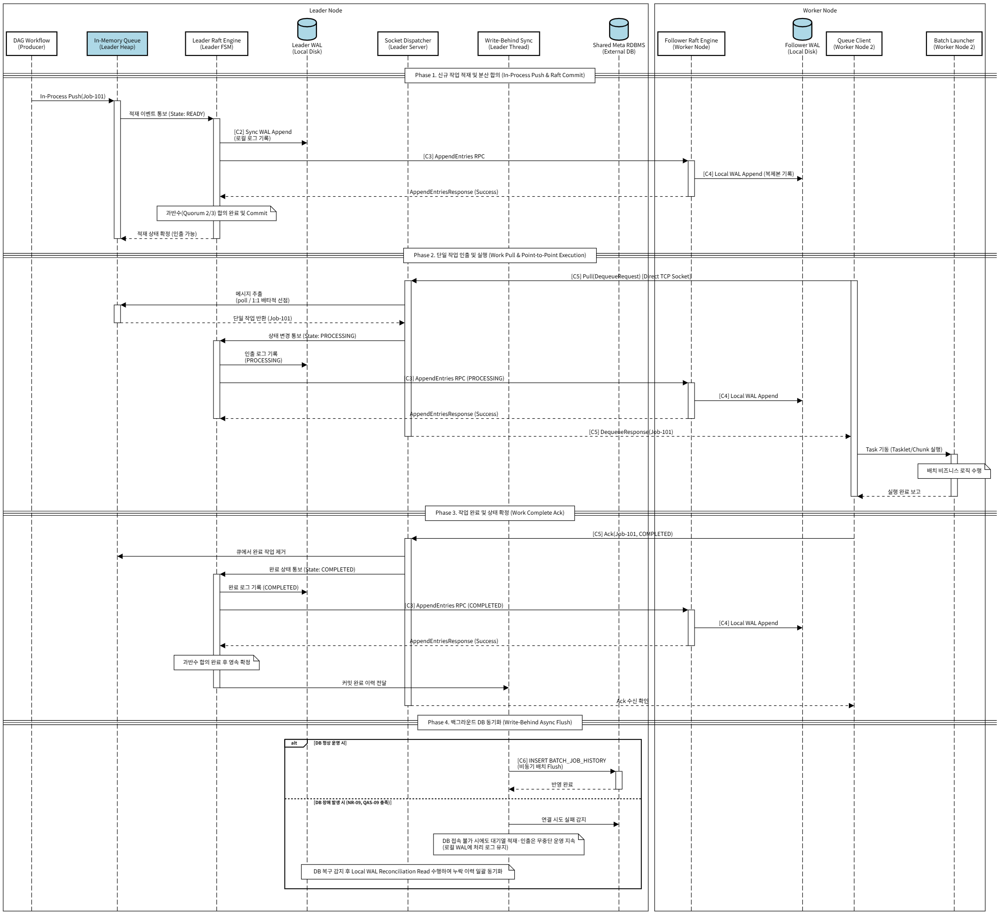 Leader Node
Worker Node
DAG Workflow
(Producer)
In-Memory Queue
(Leader Heap)
Leader Raft Engine
(Leader FSM)
Leader WAL
(Local Disk)
Socket Dispatcher
(Leader Server)
Write-Behind Sync
(Leader Thread)
Shared Meta RDBMS
(External DB)
Follower Raft Engine
(Worker Node)
Follower WAL
(Local Disk)
Queue Client
(Worker Node 2)
Batch Launcher
(Worker Node 2)
Phase 1. 신규 작업 적재 및 분산 합의 (In-Process Push & Raft Commit)
In-Process Push(Job-101)
적재 이벤트 통보 (State: READY)
[C2] Sync WAL Append
(로컬 로그 기록)
[C3] AppendEntries RPC
[C4] Local WAL Append (복제본 기록)
AppendEntriesResponse (Success)
과반수(Quorum 2/3) 합의 완료 및 Commit
적재 상태 확정 (인출 가능)
Phase 2. 단일 작업 인출 및 실행 (Work Pull & Point-to-Point Execution)
[C5] Pull(DequeueRequest) [Direct TCP Socket]
메시지 추출
(poll / 1:1 배타적 선점)
단일 작업 반환 (Job-101)
상태 변경 통보 (State: PROCESSING)
인출 로그 기록
(PROCESSING)
[C3] AppendEntries RPC (PROCESSING)
[C4] Local WAL Append
AppendEntriesResponse (Success)
[C5] DequeueResponse(Job-101)
Task 기동 (Tasklet/Chunk 실행)
배치 비즈니스 로직 수행
실행 완료 보고
Phase 3. 작업 완료 및 상태 확정 (Work Complete Ack)
[C5] Ack(Job-101, COMPLETED)
큐에서 완료 작업 제거
완료 상태 통보 (State: COMPLETED)
완료 로그 기록 (COMPLETED)
[C3] AppendEntries RPC (COMPLETED)
[C4] Local WAL Append
AppendEntriesResponse (Success)
과반수 합의 완료 후 영속 확정
커밋 완료 이력 전달
Ack 수신 확인
Phase 4. 백그라운드 DB 동기화 (Write-Behind Async Flush)
alt [DB 정상 운영 시]
[C6] INSERT BATCH_JOB_HISTORY
(비동기 배치 Flush)
반영 완료
[DB 장애 발생 시 (NR-09, QAS-09 충족)]
연결 시도 실패 감지
DB 접속 불가 시에도 대기열 적재·인출은 무중단 운영 지속
(로컬 WAL에 처리 로그 유지)
DB 복구 감지 후 Local WAL Reconciliation Read 수행하여 누락 이력 일괄 동기화